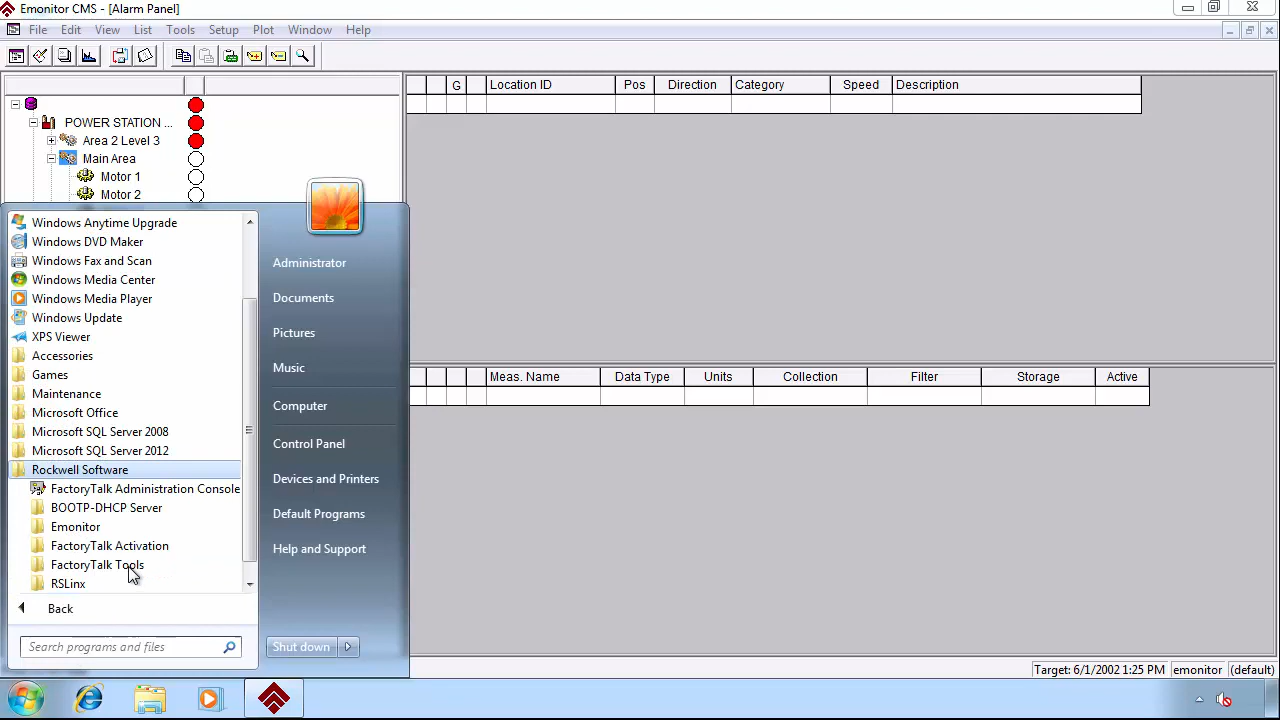 Emonitor CMS - [Alarm Panel]
File Edit View List Tools Setup Plot Window Help
G Location ID Pos Direction Category Speed Description
POWER STATION ...
Area 2 Level 3
Main Area
Motor 1
Motor 2
Windows Anytime Upgrade
Windows DVD Maker
Windows Fax and Scan
Windows Media Center
Windows Media Player
Windows Update
XPS Viewer
Accessories
Games
Maintenance
Microsoft Office
Microsoft SQL Server 2008
Microsoft SQL Server 2012
Rockwell Software
FactoryTalk Administration Console
BOOTP-DHCP Server
Emonitor
FactoryTalk Activation
FactoryTalk Tools
RSLinx
Back
Search programs and files
Administrator
Documents
Pictures
Music
Computer
Control Panel
Devices and Printers
Default Programs
Help and Support
Shut down
Meas. Name Data Type Units Collection Filter Storage Active
Target: 6/1/2002 1:25 PM emonitor (default)